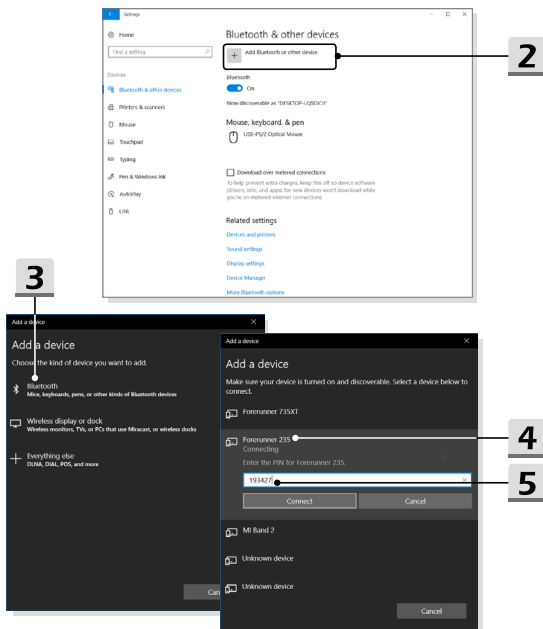 Settings
Home
Find a setting
Devices
Bluetooth & other devices
Printers & scanners
Mouse
Touchpad
Typing
Pen & Windows Ink
AutoPlay
USB
Bluetooth & other devices
Add Bluetooth or other device
Bluetooth
On
Now discoverable as "DESKTOP-LQSDICI"
Mouse, keyboard, & pen
USB-PS/2 Optical Mouse
Download over metered connections
To help prevent extra charges, keep this off so device software
(drivers, info, and apps) for new devices won't download while
you're on metered Internet connections.
Related settings
Devices and printers
Sound settings
Display settings
Device Manager
More Bluetooth options
2
3
Add a device
Add a device
Choose the kind of device you want to add.
Bluetooth
Mice, keyboards, pens, or other kinds of Bluetooth devices
Wireless display or dock
Wireless monitors, TVs, or PCs that use Miracast, or wireless docks
Everything else
DLNA, DIAL, POS, and more
Can
Add a device
Add a device
Make sure your device is turned on and discoverable. Select a device below to
connect.
Forerunner 735XT
Forerunner 235
Connecting
Enter the PIN for Forerunner 235.
193427
Connect
Cancel
MI Band 2
Unknown device
Unknown device
Cancel
4
5